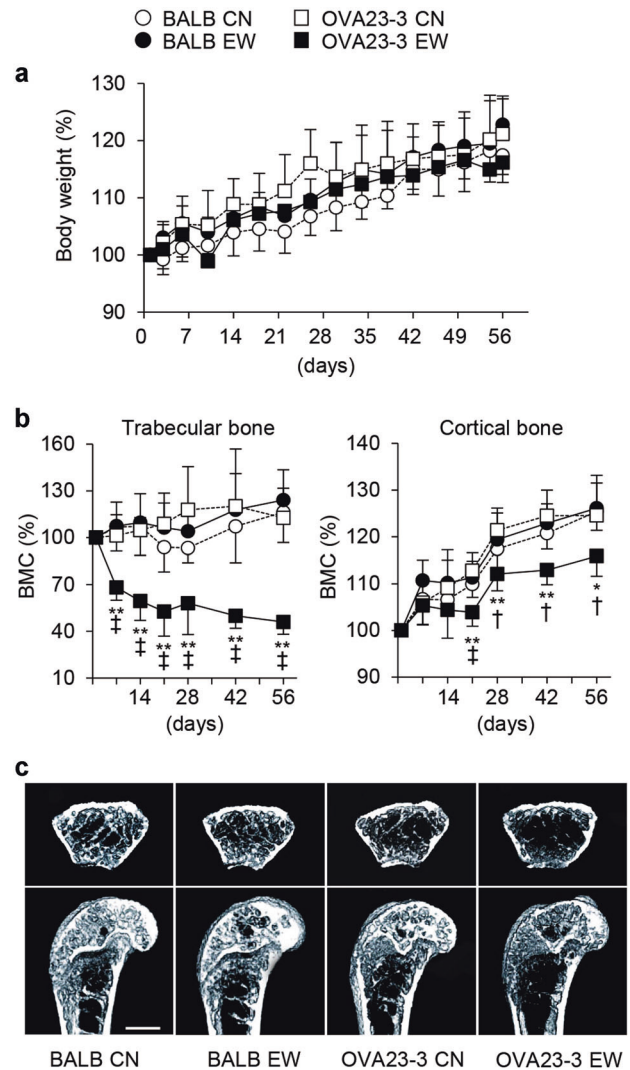 BALB CN OVA23-3 CN
BALB EW OVA23-3 EW
a
130
120
110
100
90
Body weight (%)
0 7 14 21 28 35 42 49 56
(days)
b
Trabecular bone
160
130
100
70
40
10
BMC (%)
** ** ** ** ** **
‡ ‡ ‡ ‡ ‡ ‡
14 28 42 56
(days)
Cortical bone
140
130
120
110
100
90
BMC (%)
** ** ** *
‡ † † †
14 28 42 56
(days)
c
BALB CN BALB EW OVA23-3 CN OVA23-3 EW